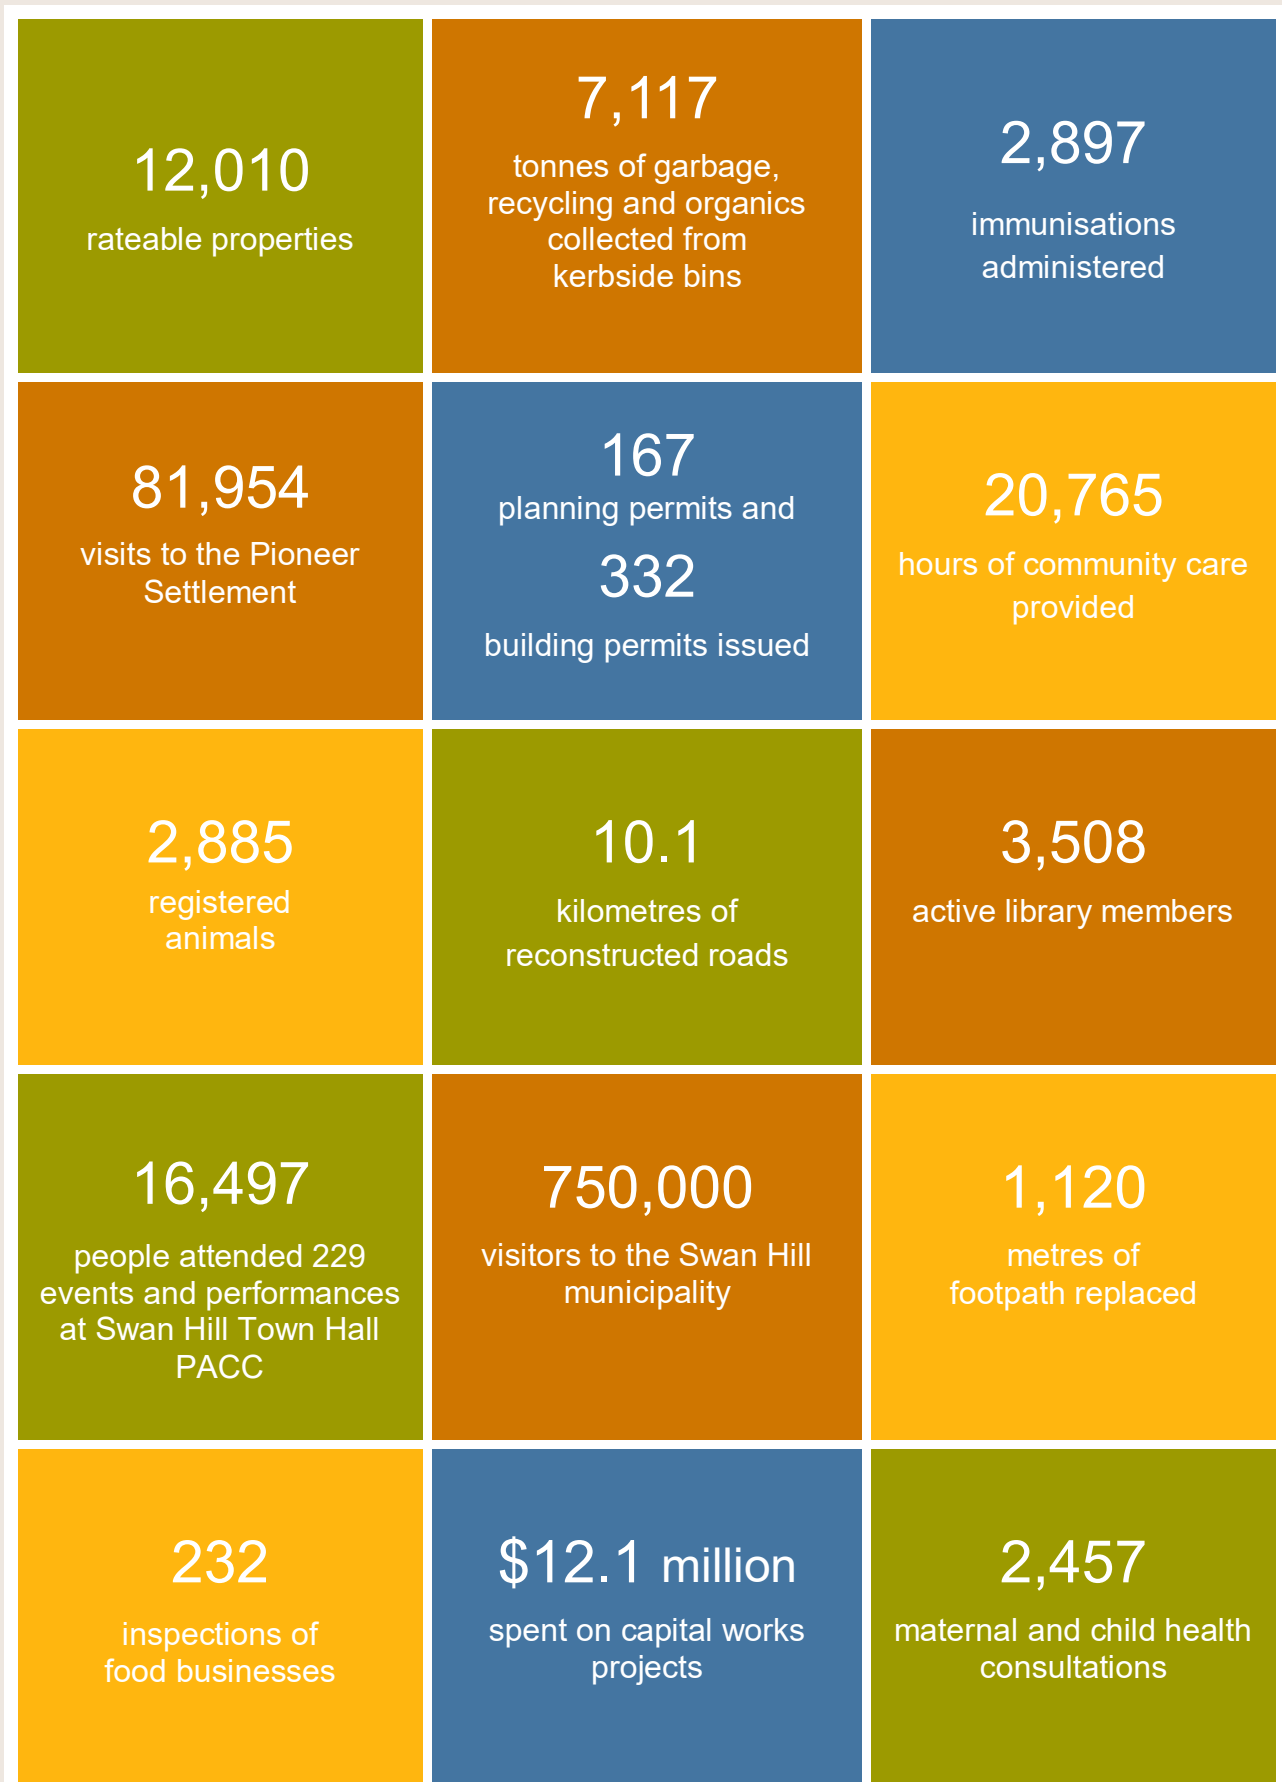 12,010
rateable properties
7,117
tonnes of garbage,
recycling and organics
collected from
kerbside bins
2,897
immunisations
administered
81,954
visits to the Pioneer
Settlement
167
planning permits and
332
building permits issued
20,765
hours of community care
provided
2,885
registered
animals
10.1
kilometres of
reconstructed roads
3,508
active library members
16,497
people attended 229
events and performances
at Swan Hill Town Hall
PACC
750,000
visitors to the Swan Hill
municipality
1,120
metres of
footpath replaced
232
inspections of
food businesses
$12.1 million
spent on capital works
projects
2,457
maternal and child health
consultations